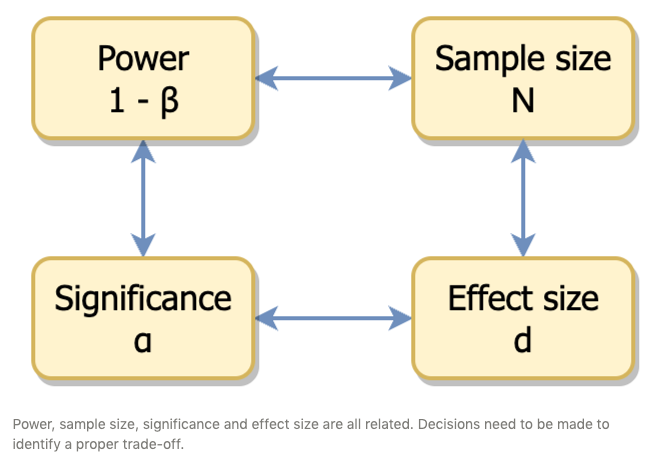 Power
1 - β
Sample size
N
Significance
α
Effect size
d
Power, sample size, significance and effect size are all related. Decisions need to be made to
identify a proper trade-off.